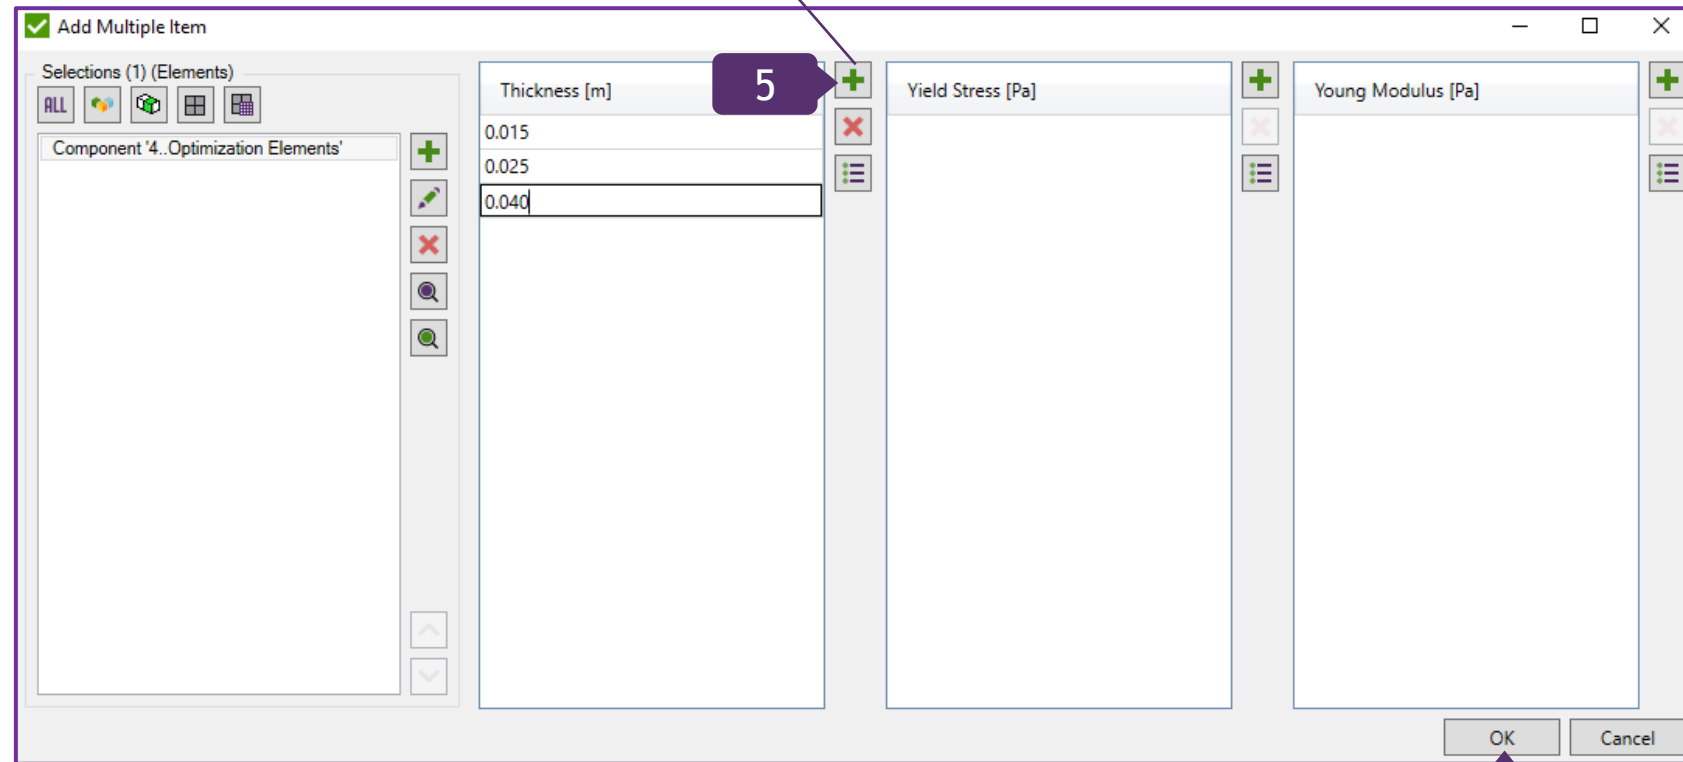 Add Multiple Item
Selections (1) (Elements)
ALL
Component '4..Optimization Elements'
Thickness [m]
5
0.015
0.025
0.040
Yield Stress [Pa]
Young Modulus [Pa]
OK
Cancel